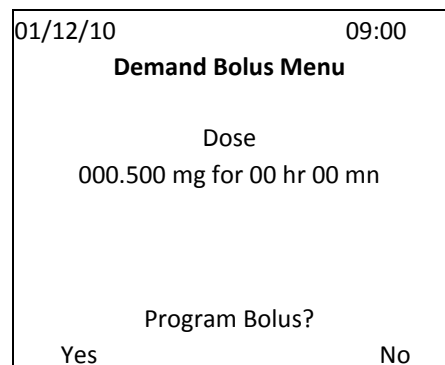 01/12/10 09:00
Demand Bolus Menu
Dose
000.500 mg for 00 hr 00 mn
Program Bolus?
Yes No